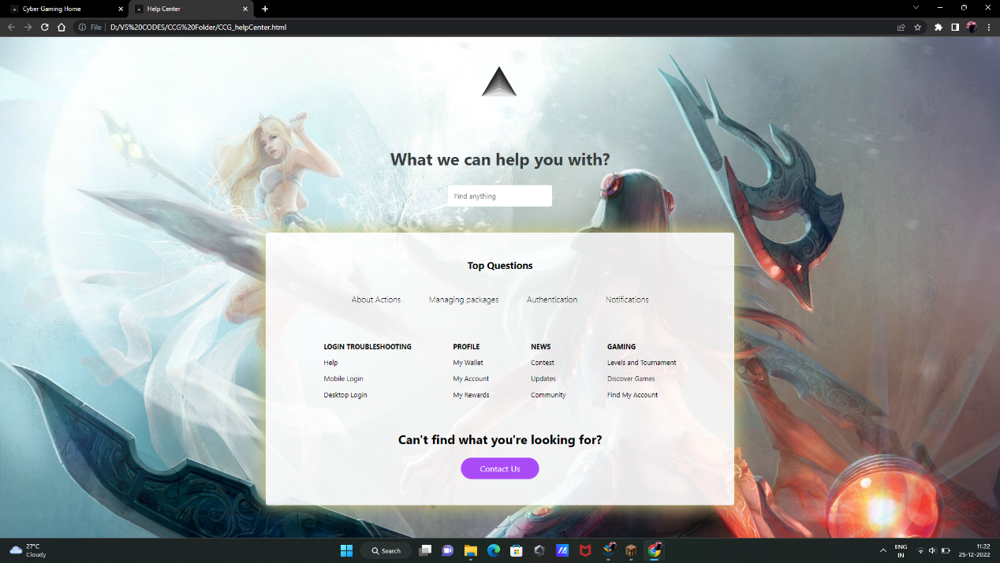 Cyber Gaming Home
Help Center
File D:/VS%20CODES/CCG%20Folder/CCG_helpCenter.html
What we can help you with?
Find anything
Top Questions
About Actions Managing packages Authentication Notifications
LOGIN TROUBLESHOOTING PROFILE NEWS GAMING
Help My Wallet Contest Levels and Tournament
Mobile Login My Account Updates Discover Games
Desktop Login My Rewards Community Find My Account
Can't find what you're looking for?
Contact Us
27°C
Cloudy
Search
ENG
IN
11:22
25-12-2022